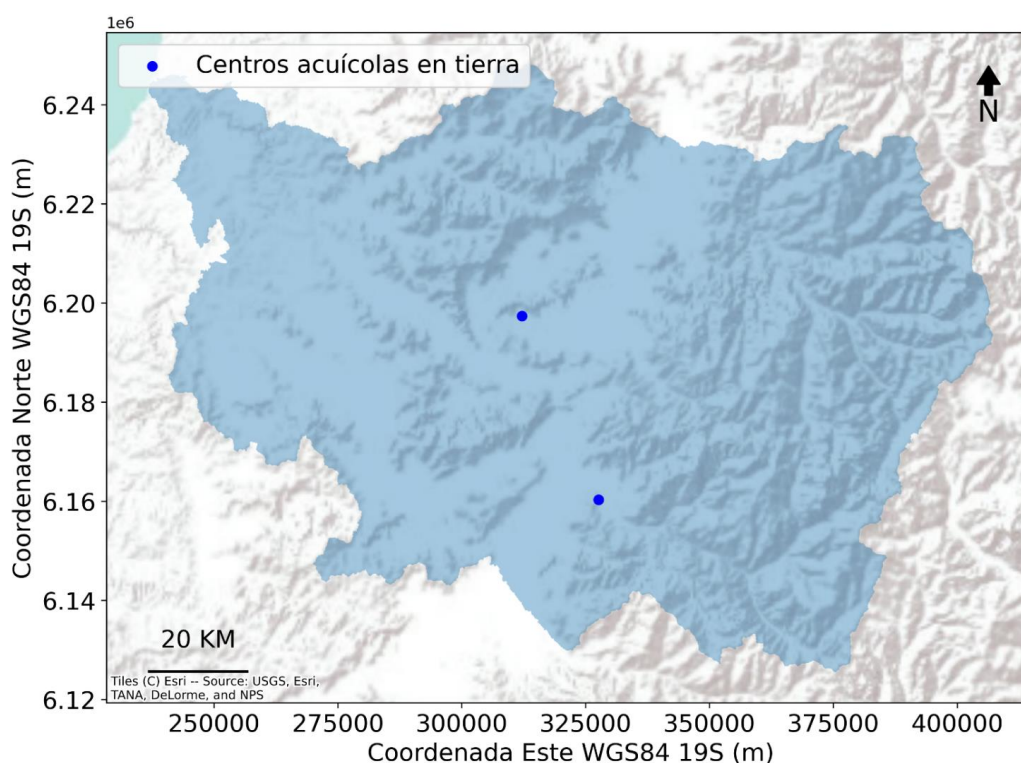 1e6
Centros acuícolas en tierra
N
6.24
6.22
6.20
6.18
6.16
6.14
6.12
Coordenada Norte WGS84 19S (m)
20 KM
Tiles (C) Esri -- Source: USGS, Esri,
TANA, DeLorme, and NPS
250000 275000 300000 325000 350000 375000 400000
Coordenada Este WGS84 19S (m)